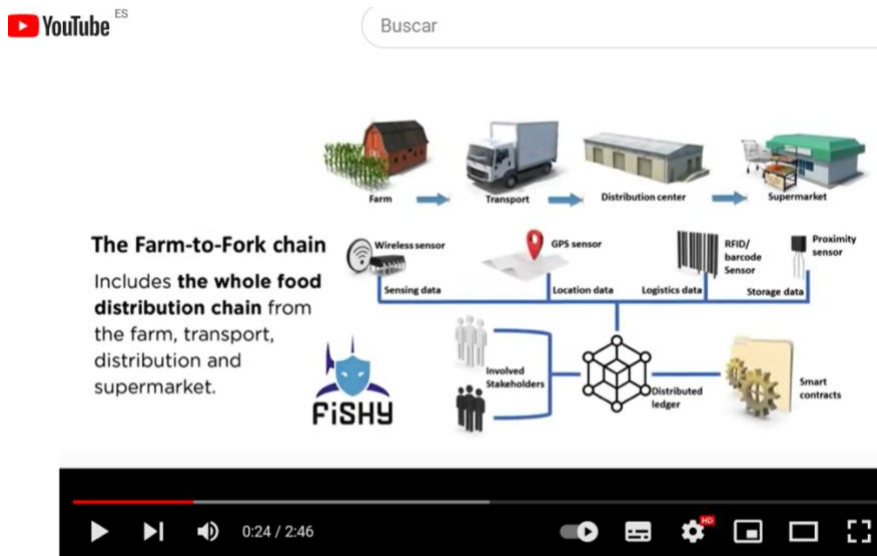 YouTube ES
Buscar
Farm
Transport
Distribution center
Supermarket
The Farm-to-Fork chain
Includes the whole food
distribution chain from
the farm, transport,
distribution and
supermarket.
Wireless sensor
GPS sensor
RFID/
barcode
Sensor
Proximity
sensor
Sensing data
Location data
Logistics data
Storage data
Involved
Stakeholders
Distributed
ledger
Smart
contracts
FiSHY
0:24 / 2:46
HD